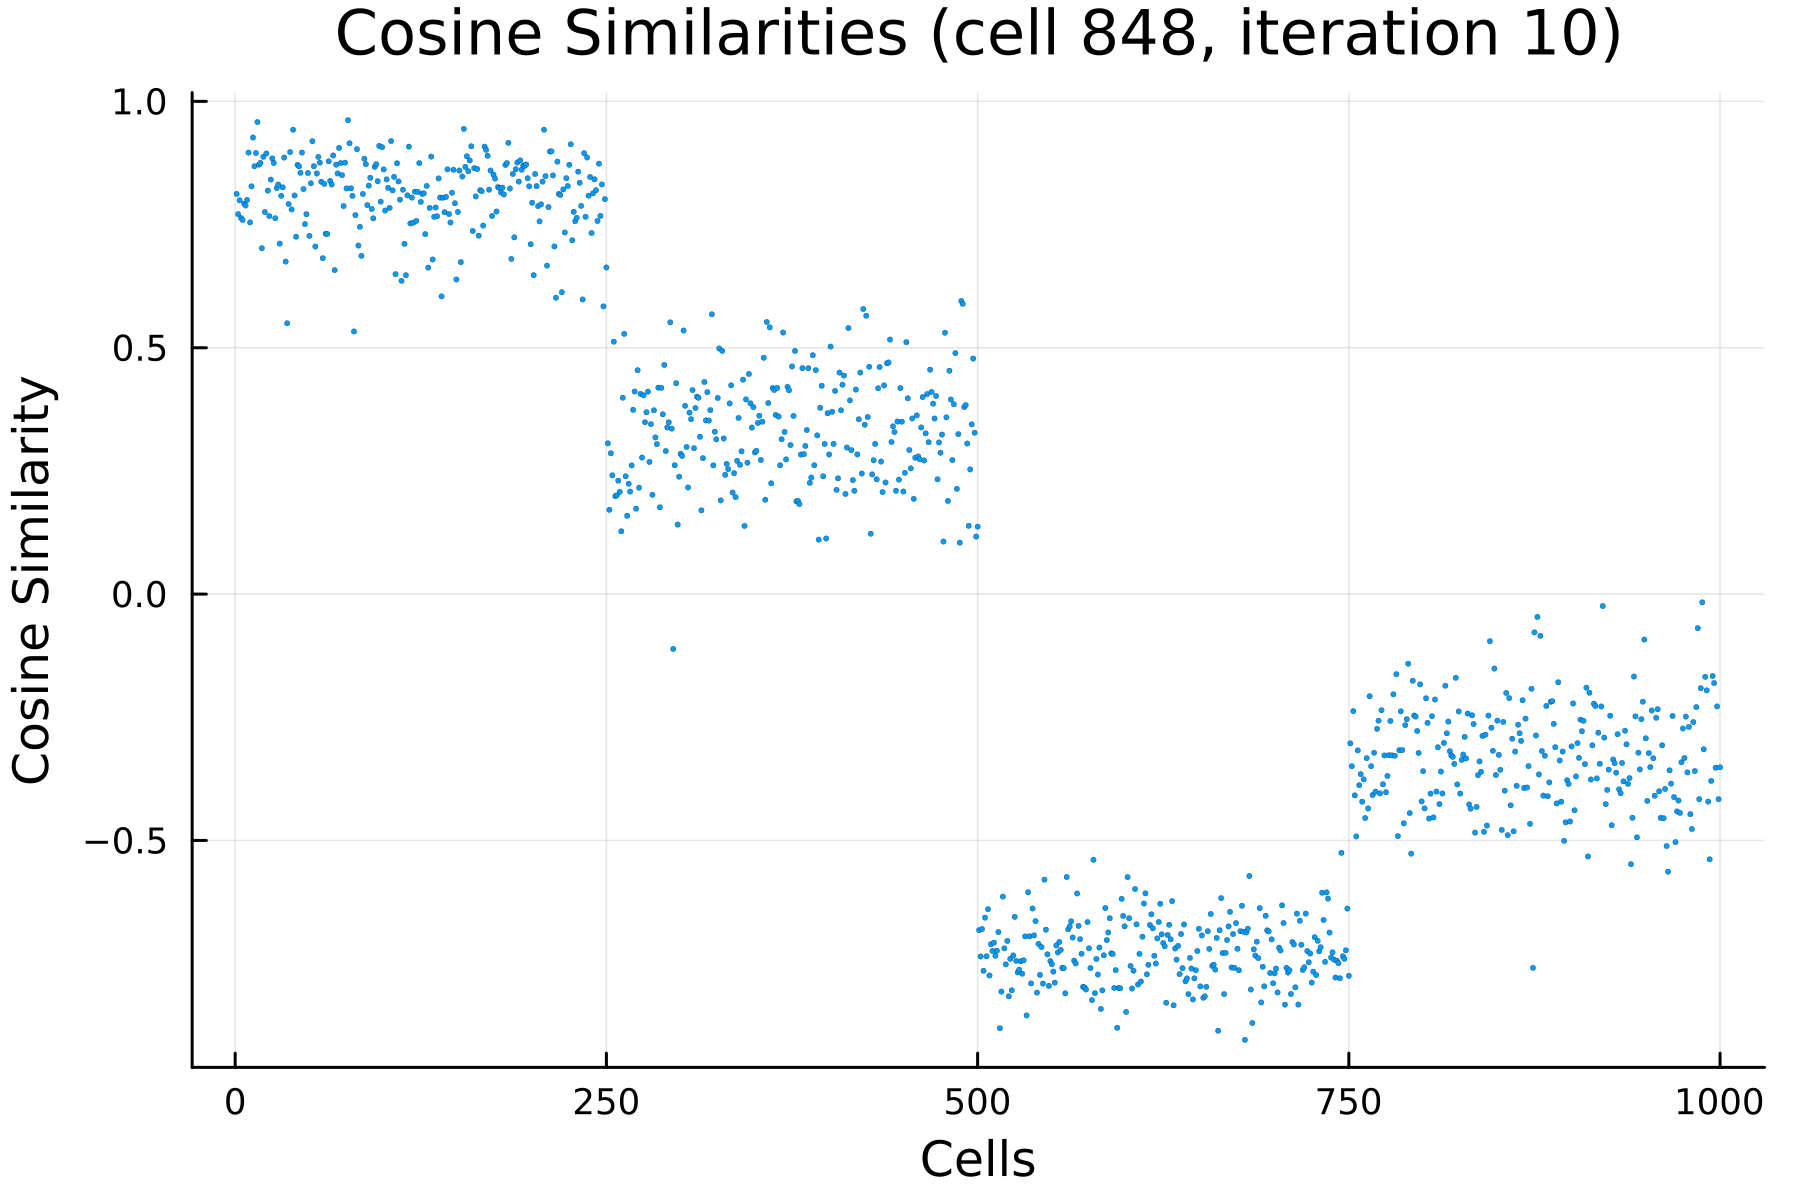 Cosine Similarities (cell 848, iteration 10)
1.0
0.5
0.0
−0.5
Cosine Similarity
0 250 500 750 1000
Cells